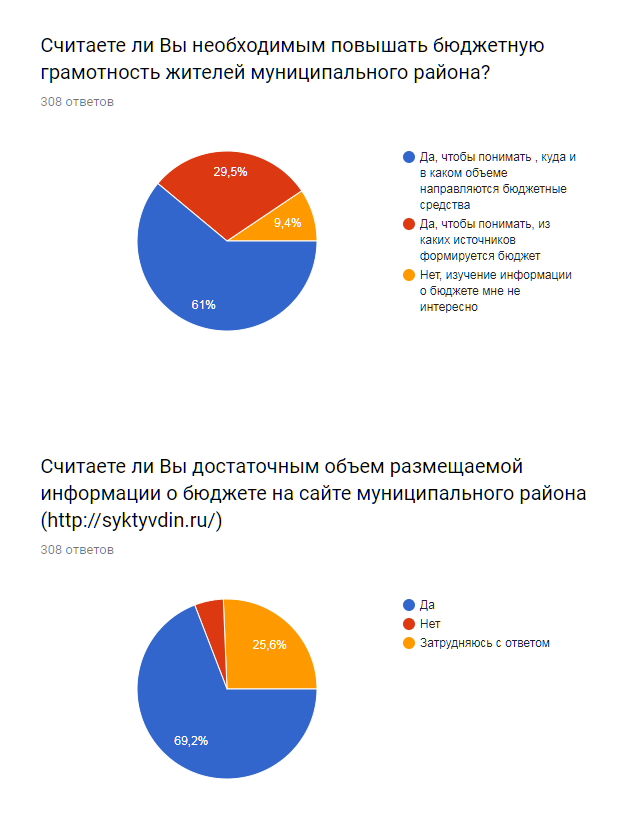 Считаете ли Вы необходимым повышать бюджетную
грамотность жителей муниципального района?
308 ответов
29,5%
9,4%
61%
Да, чтобы понимать , куда и
в каком объеме
направляются бюджетные
средства
Да, чтобы понимать, из
каких источников
формируется бюджет
Нет, изучение информации
о бюджете мне не
интересно
Считаете ли Вы достаточным объем размещаемой
информации о бюджете на сайте муниципального района
(http://syktyvdin.ru/)
308 ответов
25,6%
69,2%
Да
Нет
Затрудняюсь с ответом